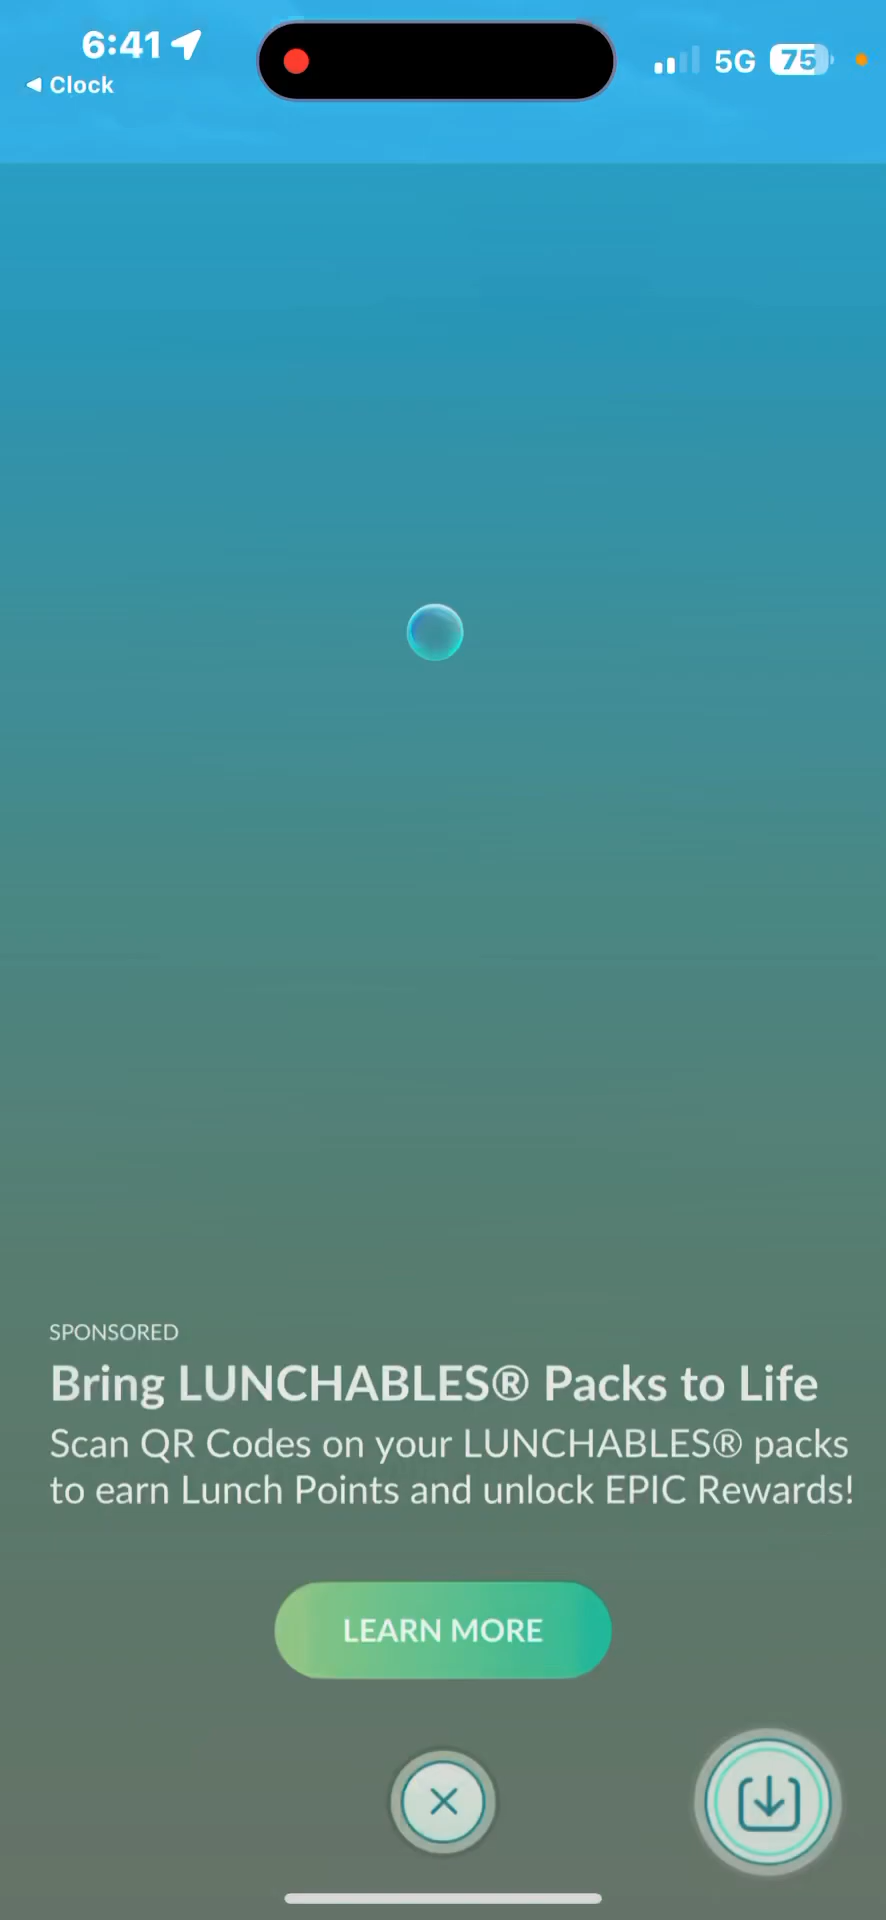 6:41
5G
75
◀ Clock
SPONSORED
Bring LUNCHABLES® Packs to Life
Scan QR Codes on your LUNCHABLES® packs
to earn Lunch Points and unlock EPIC Rewards!
LEARN MORE